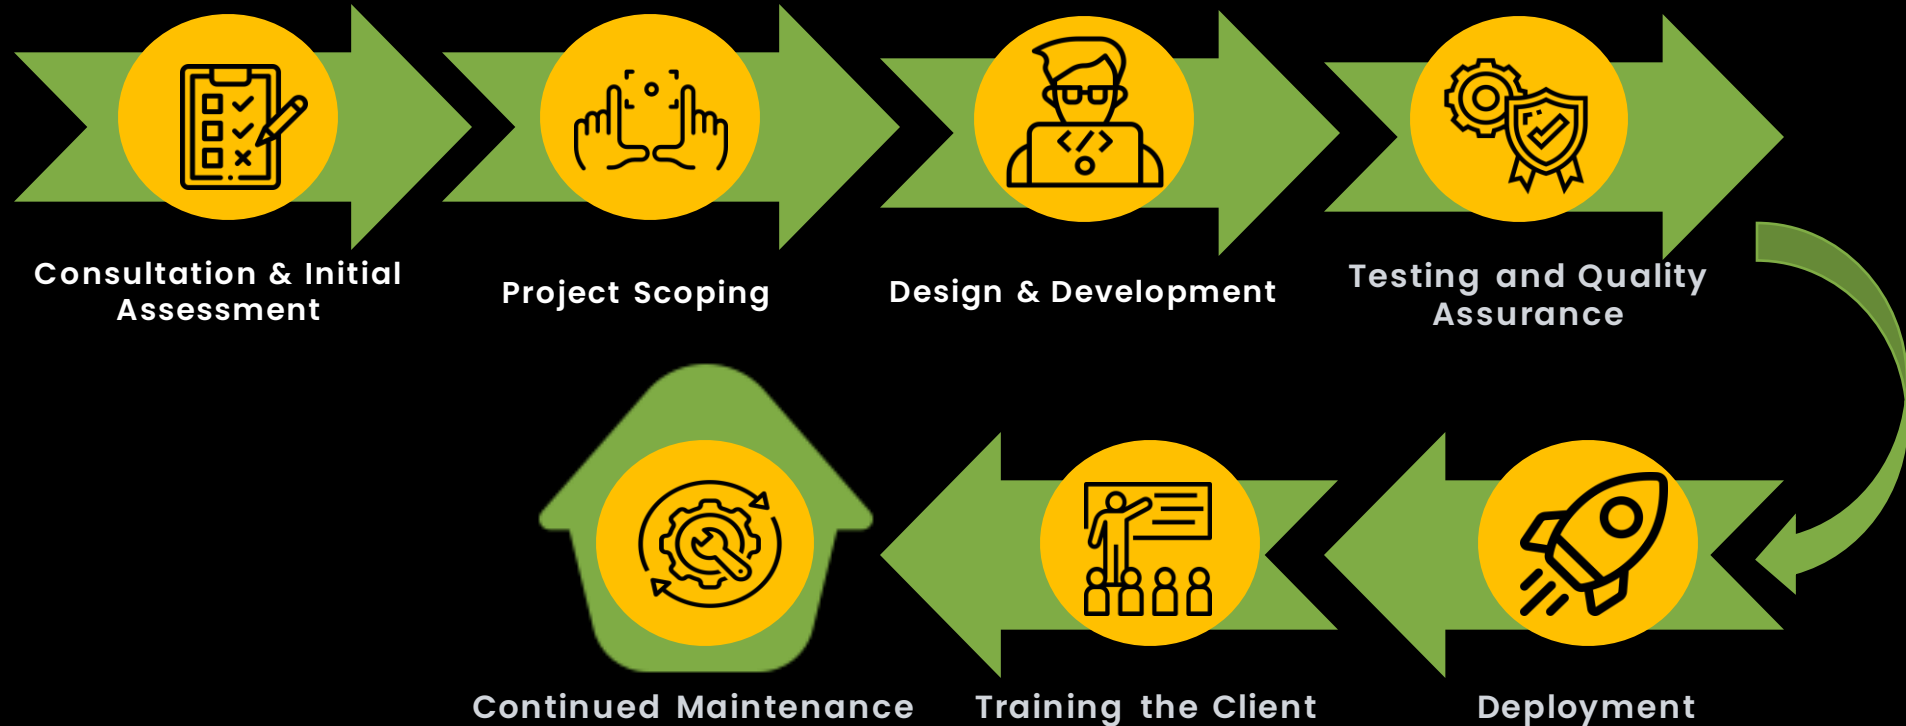 Consultation & Initial
Assessment
Project Scoping
Design & Development
Testing and Quality
Assurance
Continued Maintenance
Training the Client
Deployment